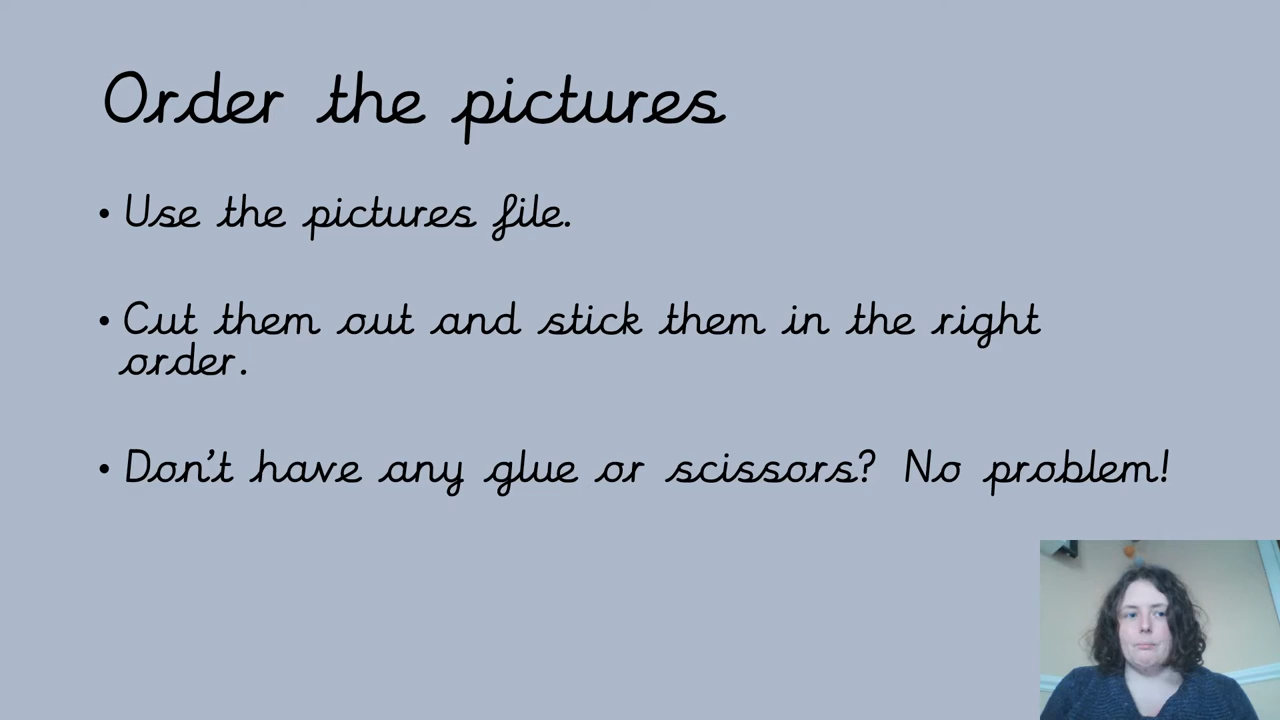 Order the pictures
• Use the pictures file.
• Cut them out and stick them in the right
order.
• Don't have any glue or scissors? No problem!